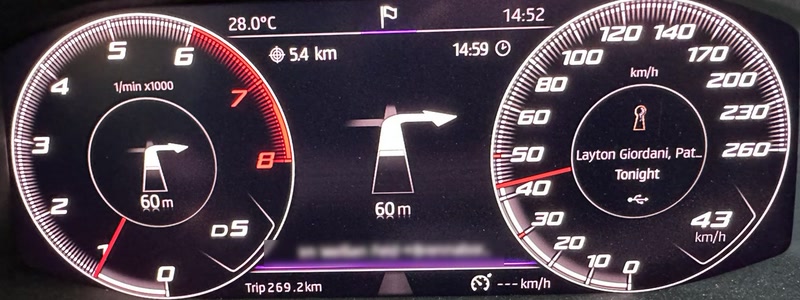 28.0°C
14:52
5.4 km
14:59
1/min x1000
0
1
2
3
4
5
6
7
8
60 m
D5
60 m
Trip 269.2km
--- km/h
km/h
0
10
20
30
40
50
60
80
100
120
140
170
200
230
260
Layton Giordani, Pat...
Tonight
43
km/h